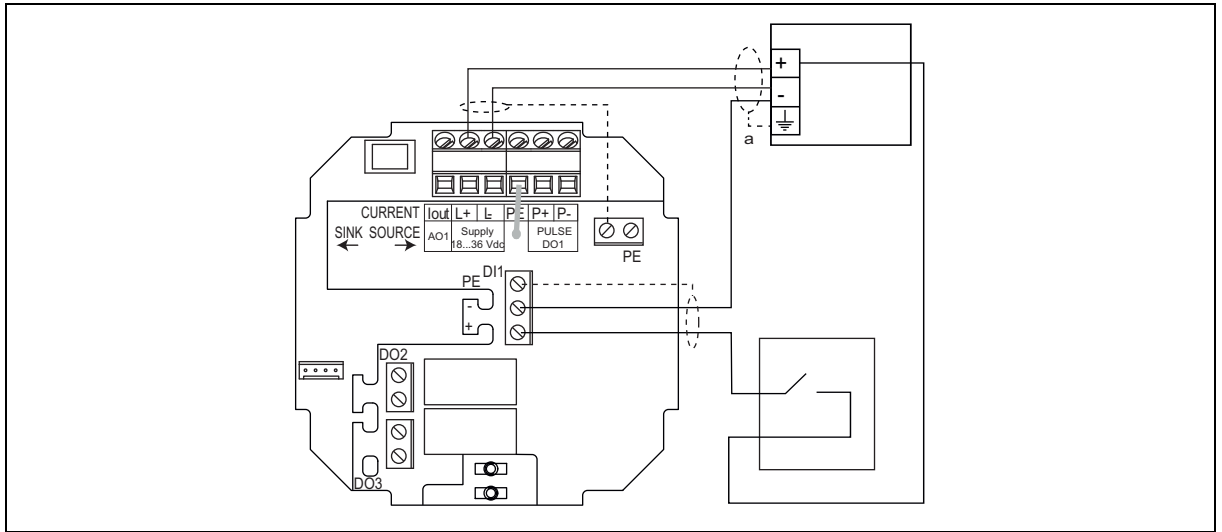 +
-
a
CURRENT
SINK SOURCE
Iout L+ L- PE P+ P-
AO1 Supply 18...36 Vdc PULSE DO1
PE
DI1
PE
-
+
DO2
DO3